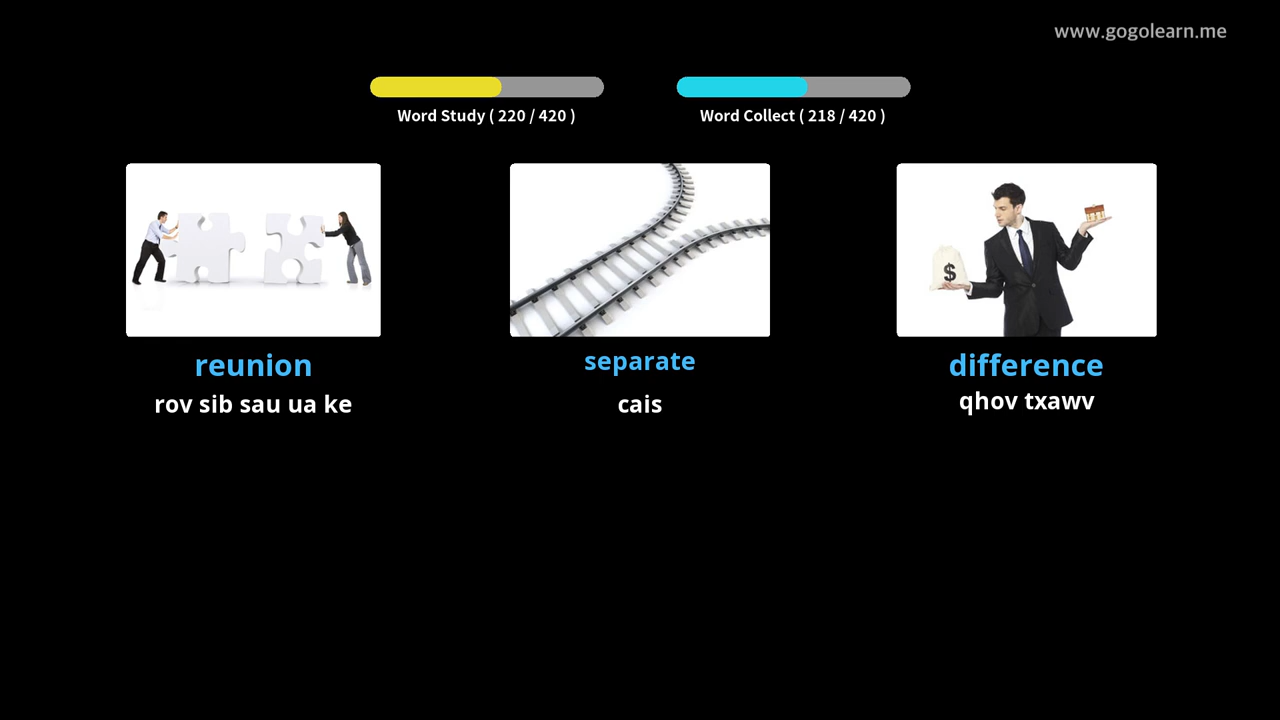 www.gogolearn.me
Word Study ( 220 / 420 )
Word Collect ( 218 / 420 )
$
reunion
separate
difference
rov sib sau ua ke
cais
qhov txawv